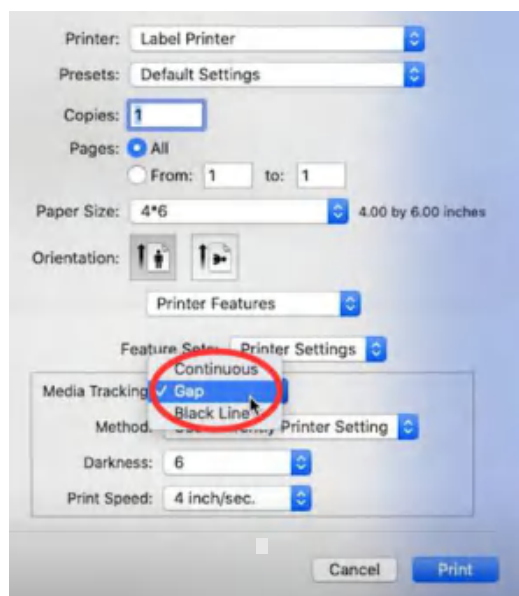 Printer: Label Printer
Presets: Default Settings
Copies: 1
Pages: All
From: 1 to: 1
Paper Size: 4*6 4.00 by 6.00 inches
Orientation:
Printer Features
Feature Sets: Printer Settings
Continuous
Media Tracking ✓ Gap
Black Line
Method: Printer Setting
Darkness: 6
Print Speed: 4 inch/sec.
Cancel Print